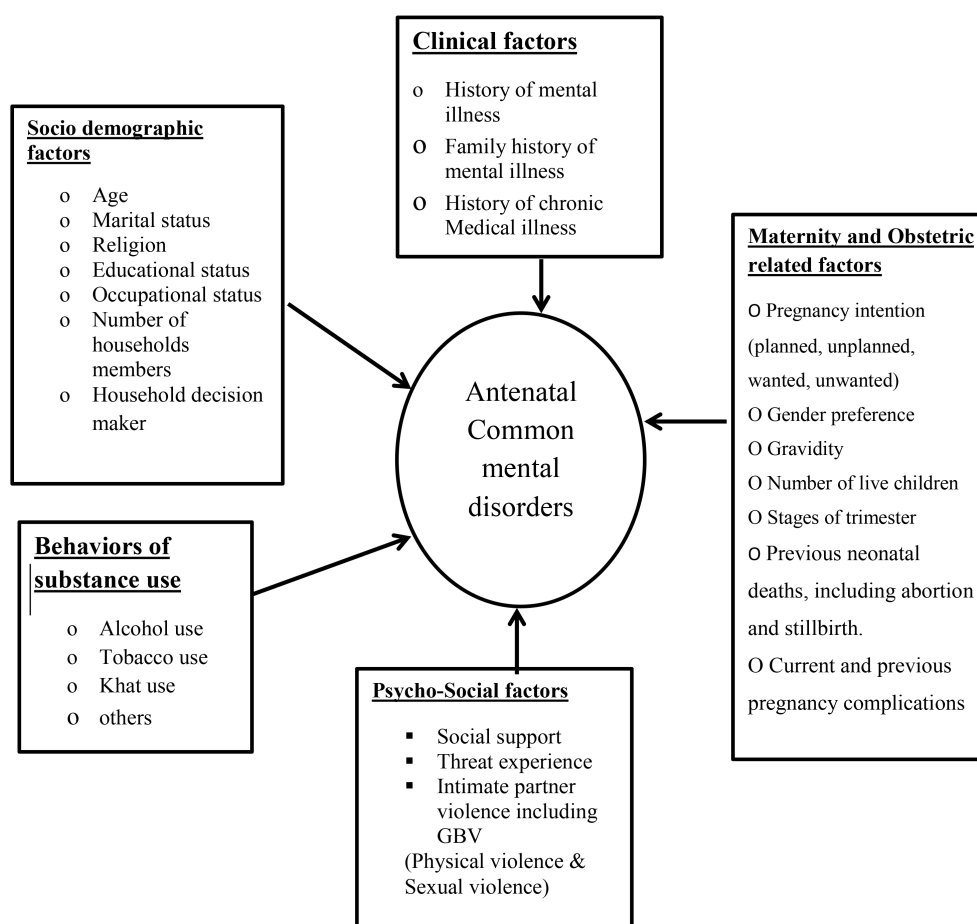 Clinical factors
o History of mental
illness
o Family history of
mental illness
o History of chronic
Medical illness
Socio demographic
factors
o Age
o Marital status
o Religion
o Educational status
o Occupational status
o Number of
households
members
o Household decision
maker
Maternity and Obstetric
related factors
O Pregnancy intention
(planned, unplanned,
wanted, unwanted)
O Gender preference
O Gravidity
O Number of live children
O Stages of trimester
O Previous neonatal
deaths, including abortion
and stillbirth.
O Current and previous
pregnancy complications
Antenatal
Common
mental
disorders
Behaviors of
substance use
o Alcohol use
o Tobacco use
o Khat use
o others
Psycho-Social factors
▪ Social support
▪ Threat experience
▪ Intimate partner
violence including
GBV
(Physical violence &
Sexual violence)